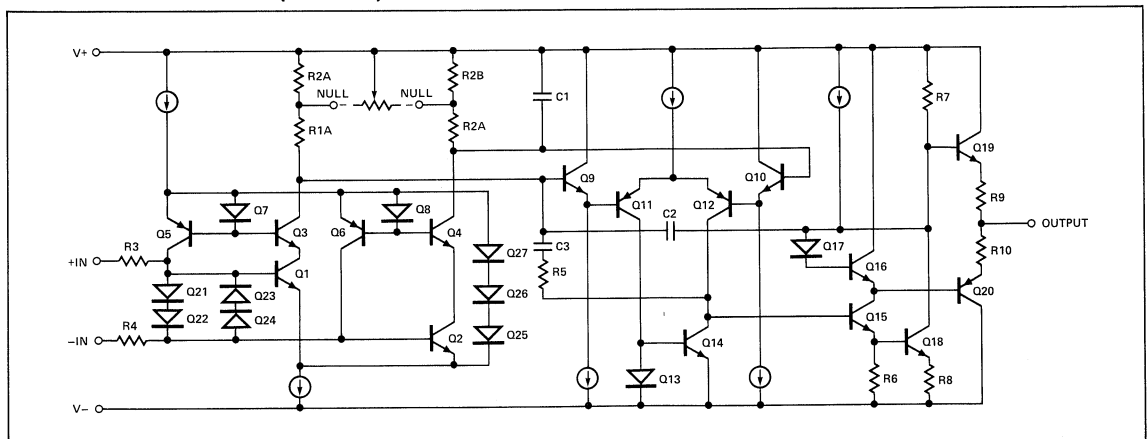 V+
R2A
NULL
NULL
R2B
R1A
R2A
C1
R7
Q19
Q9
Q10
Q11
Q12
Q7
Q8
Q5
Q3
Q6
Q4
C2
R9
OUTPUT
R3
+IN
C3
Q17
Q16
R10
Q27
Q1
R5
Q21
Q23
Q26
Q20
Q22
Q24
Q15
R4
-IN
Q25
Q2
Q14
Q18
Q13
R6
R8
V-